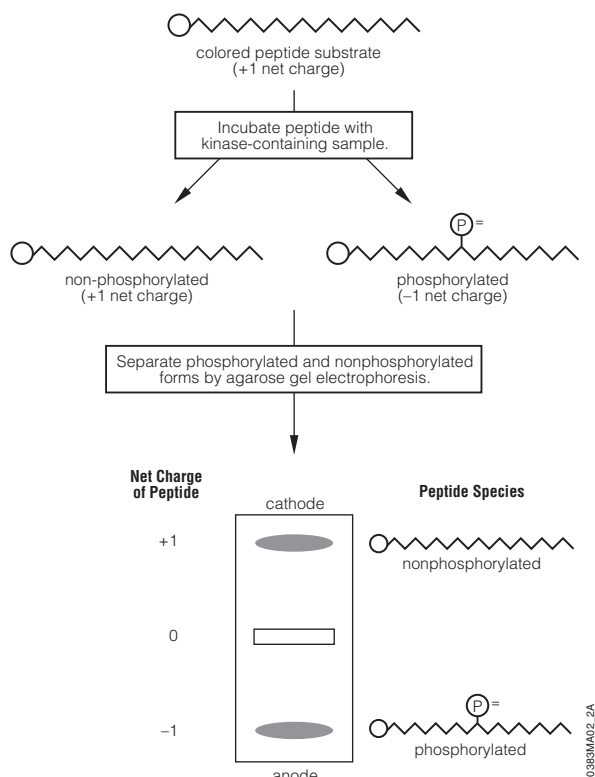 colored peptide substrate
(+1 net charge)
Incubate peptide with
kinase-containing sample.
P =
non-phosphorylated
(+1 net charge)
phosphorylated
(–1 net charge)
Separate phosphorylated and nonphosphorylated
forms by agarose gel electrophoresis.
Net Charge
of Peptide
Peptide Species
cathode
+1
nonphosphorylated
0
P =
–1
phosphorylated
anode
0383MA02_2A